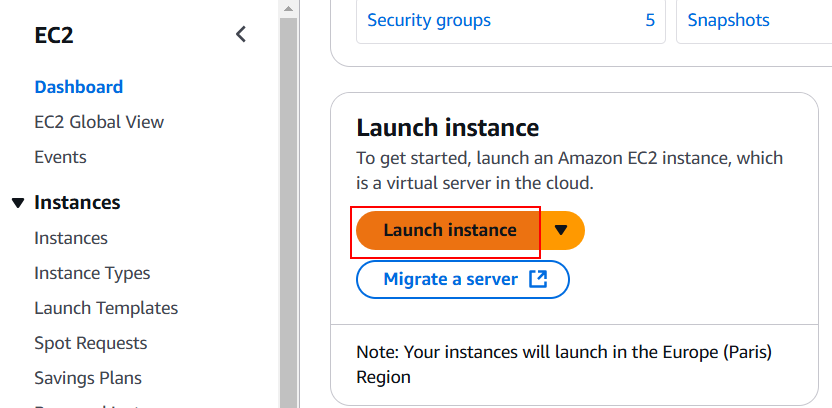 EC2
Dashboard
EC2 Global View
Events
Instances
Instances
Instance Types
Launch Templates
Spot Requests
Savings Plans
Security groups 5
Snapshots
Launch instance
To get started, launch an Amazon EC2 instance, which
is a virtual server in the cloud.
Launch instance
Migrate a server
Note: Your instances will launch in the Europe (Paris)
Region